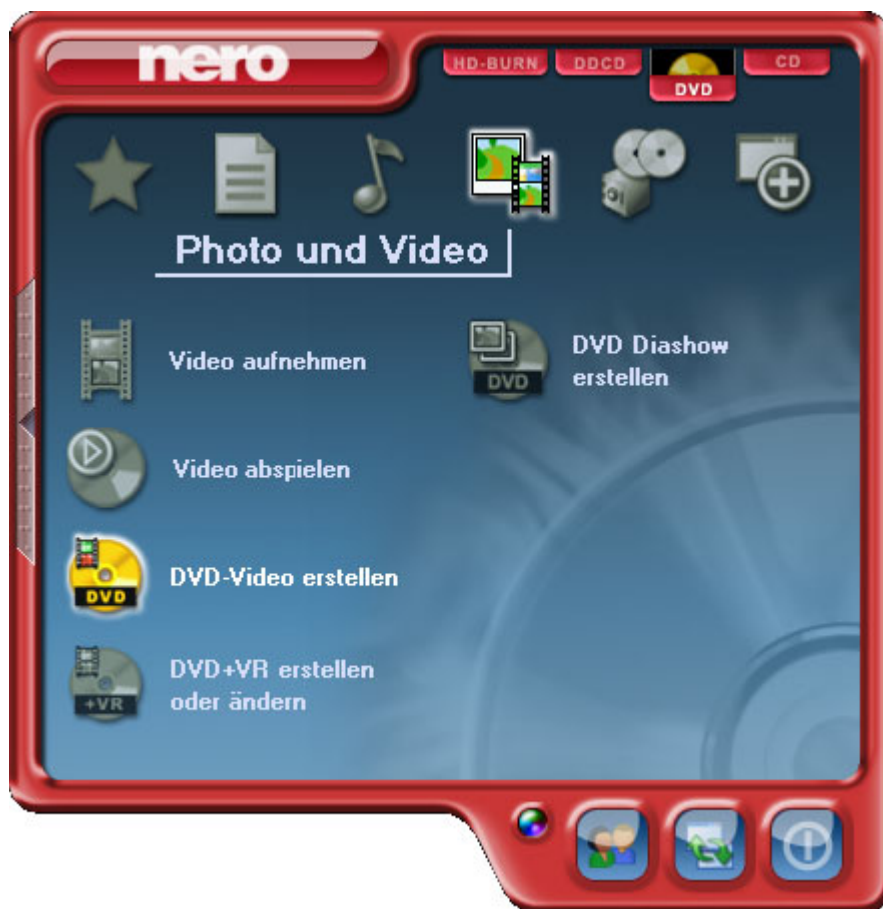 nero
HD-BURN DDCD DVD CD
Photo und Video
Video aufnehmen
DVD
DVD Diashow
erstellen
Video abspielen
DVD
DVD-Video erstellen
+VR
DVD+VR erstellen
oder ändern